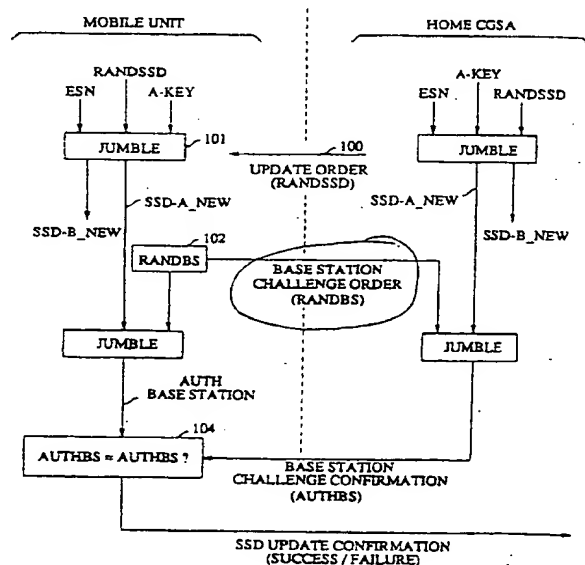 MOBILE UNIT
HOME CGSA
RANDSSD
ESN
A-KEY
JUMBLE
101
100
UPDATE ORDER
(RANDSSD)
A-KEY
ESN
RANDSSD
JUMBLE
SSD-A_NEW
SSD-B_NEW
SSD-A_NEW
SSD-B_NEW
102
RANDBS
BASE STATION
CHALLENGE ORDER
(RANDBS)
JUMBLE
JUMBLE
AUTH
BASE STATION
104
AUTHBS = AUTHBS ?
BASE STATION
CHALLENGE CONFIRMATION
(AUTHBS)
SSD UPDATE CONFIRMATION
(SUCCESS / FAILURE)